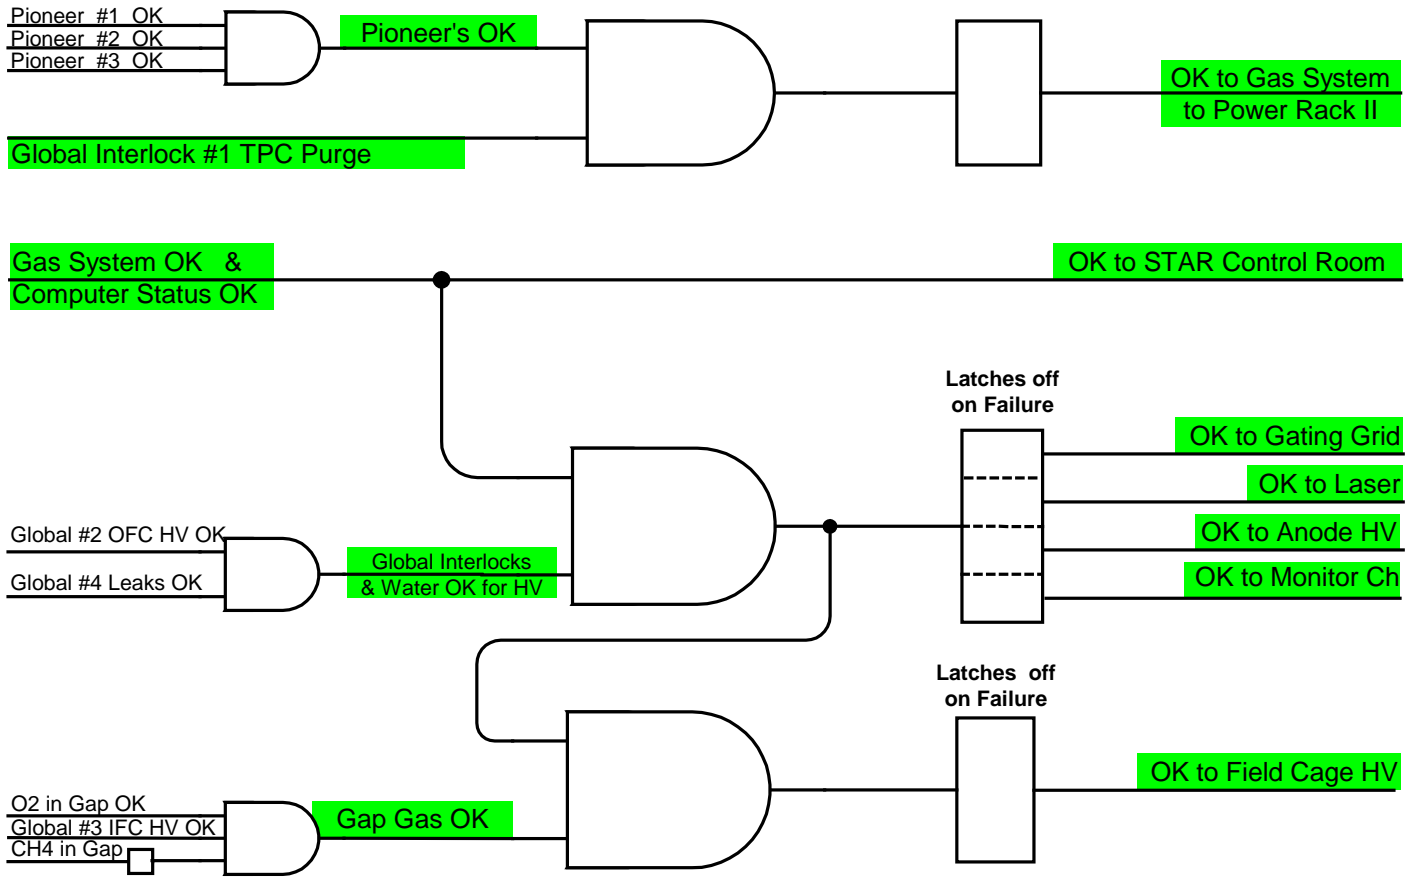 Pioneer #1 OK
Pioneer #2 OK
Pioneer #3 OK
Pioneer's OK
Global Interlock #1 TPC Purge
OK to Gas System
to Power Rack II
Gas System OK &
Computer Status OK
OK to STAR Control Room
Latches off
on Failure
OK to Gating Grid
OK to Laser
OK to Anode HV
OK to Monitor Ch
Global #2 OFC HV OK
Global #4 Leaks OK
Global Interlocks
& Water OK for HV
Latches off
on Failure
OK to Field Cage HV
O2 in Gap OK
Global #3 IFC HV OK
CH4 in Gap
Gap Gas OK